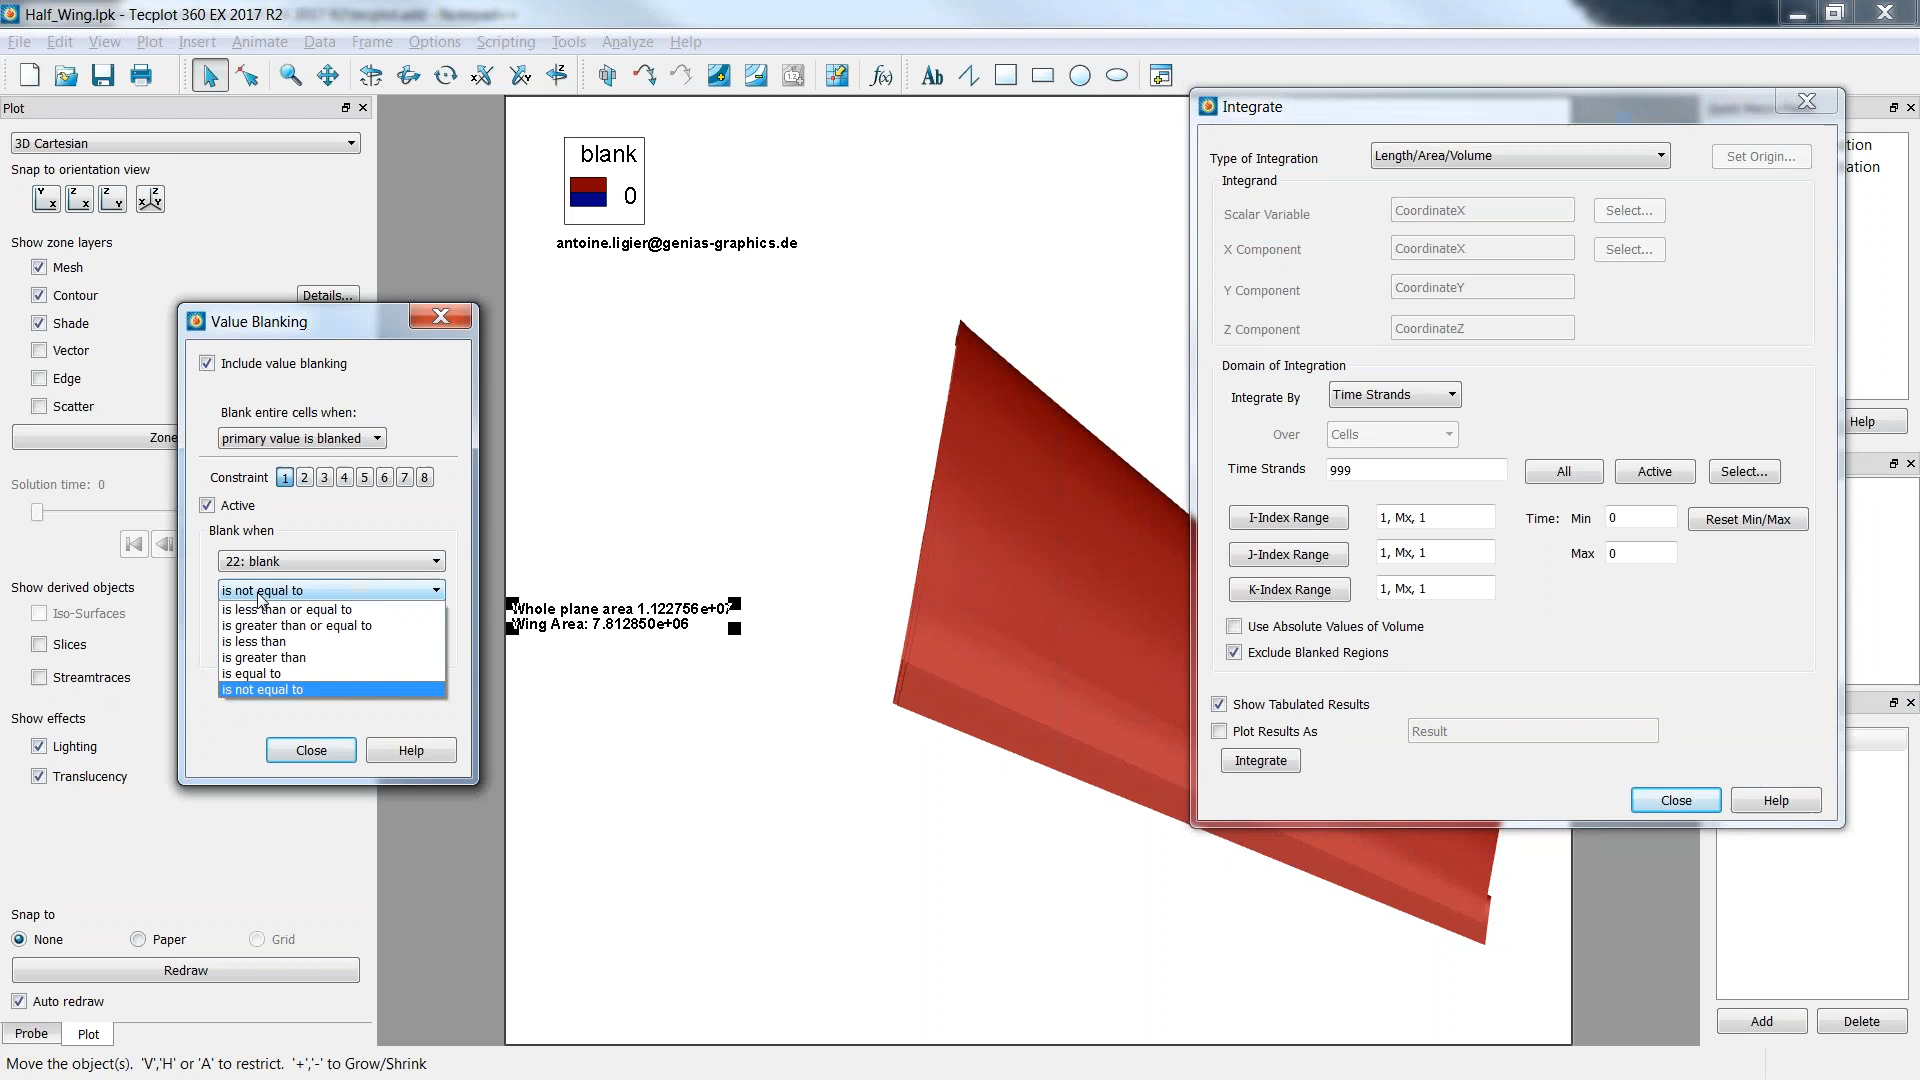 Half_Wing.lpk - Tecplot 360 EX 2017 R2
File Edit View Plot Insert Animate Data Frame Options Scripting Tools Analyze Help
Ab
f(x)
Plot
3D Cartesian
Snap to orientation view
Show zone layers
Mesh
Contour
Details...
Shade
Vector
Edge
Scatter
Zone
Solution time: 0
Show derived objects
Iso-Surfaces
Slices
Streamtraces
Show effects
Lighting
Translucency
Snap to
None
Paper
Grid
Redraw
Auto redraw
Probe
Plot
Move the object(s). 'V','H' or 'A' to restrict. '+','-' to Grow/Shrink
Value Blanking
Include value blanking
Blank entire cells when:
primary value is blanked
Constraint 1 2 3 4 5 6 7 8
Active
Blank when
22: blank
is not equal to
is less than or equal to
is greater than or equal to
is less than
is greater than
is equal to
is not equal to
Close
Help
blank
0
antoine.ligier@genias-graphics.de
Whole plane area 1.122756e+07
Wing Area: 7.812850e+06
Integrate
Type of Integration
Length/Area/Volume
Set Origin...
Integrand
Scalar Variable
CoordinateX
Select...
X Component
CoordinateX
Select...
Y Component
CoordinateY
Z Component
CoordinateZ
Domain of Integration
Integrate By
Time Strands
Over
Cells
Time Strands
999
All
Active
Select...
I-Index Range
1, Mx, 1
Time: Min
0
Reset Min/Max
J-Index Range
1, Mx, 1
Max
0
K-Index Range
1, Mx, 1
Use Absolute Values of Volume
Exclude Blanked Regions
Show Tabulated Results
Plot Results As
Result
Integrate
Close
Help
Help
Add
Delete